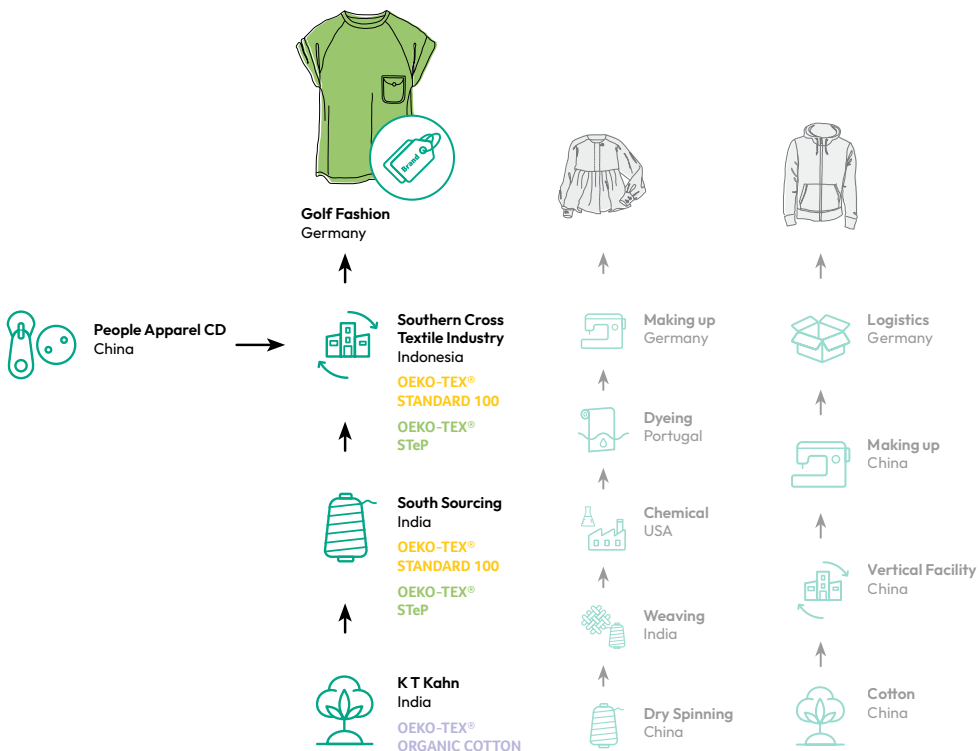 Brand
Golf Fashion
Germany
People Apparel CD
China
Southern Cross
Textile Industry
Indonesia
OEKO-TEX®
STANDARD 100
OEKO-TEX®
STeP
South Sourcing
India
OEKO-TEX®
STANDARD 100
OEKO-TEX®
STeP
K T Kahn
India
OEKO-TEX®
ORGANIC COTTON
Making up
Germany
Dyeing
Portugal
Chemical
USA
Weaving
India
Dry Spinning
China
Logistics
Germany
Making up
China
Vertical Facility
China
Cotton
China